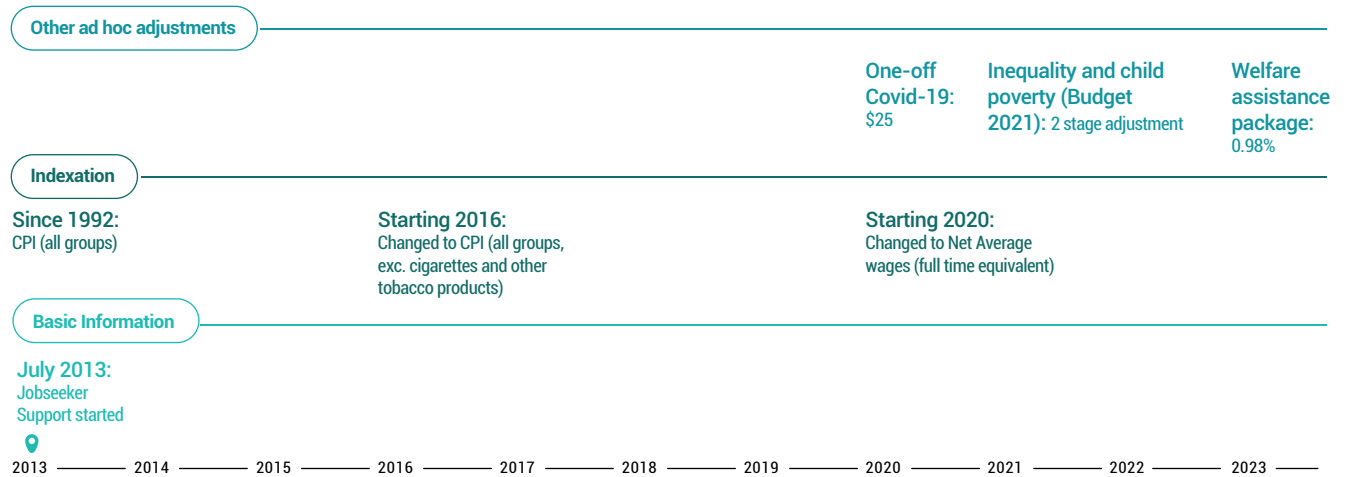 Other ad hoc adjustments
One-off
Covid-19:
$25
Inequality and child
poverty (Budget
2021): 2 stage adjustment
Welfare
assistance
package:
0.98%
Indexation
Since 1992:
CPI (all groups)
Starting 2016:
Changed to CPI (all groups,
exc. cigarettes and other
tobacco products)
Starting 2020:
Changed to Net Average
wages (full time equivalent)
Basic Information
July 2013:
Jobseeker
Support started
2013 2014 2015 2016 2017 2018 2019 2020 2021 2022 2023